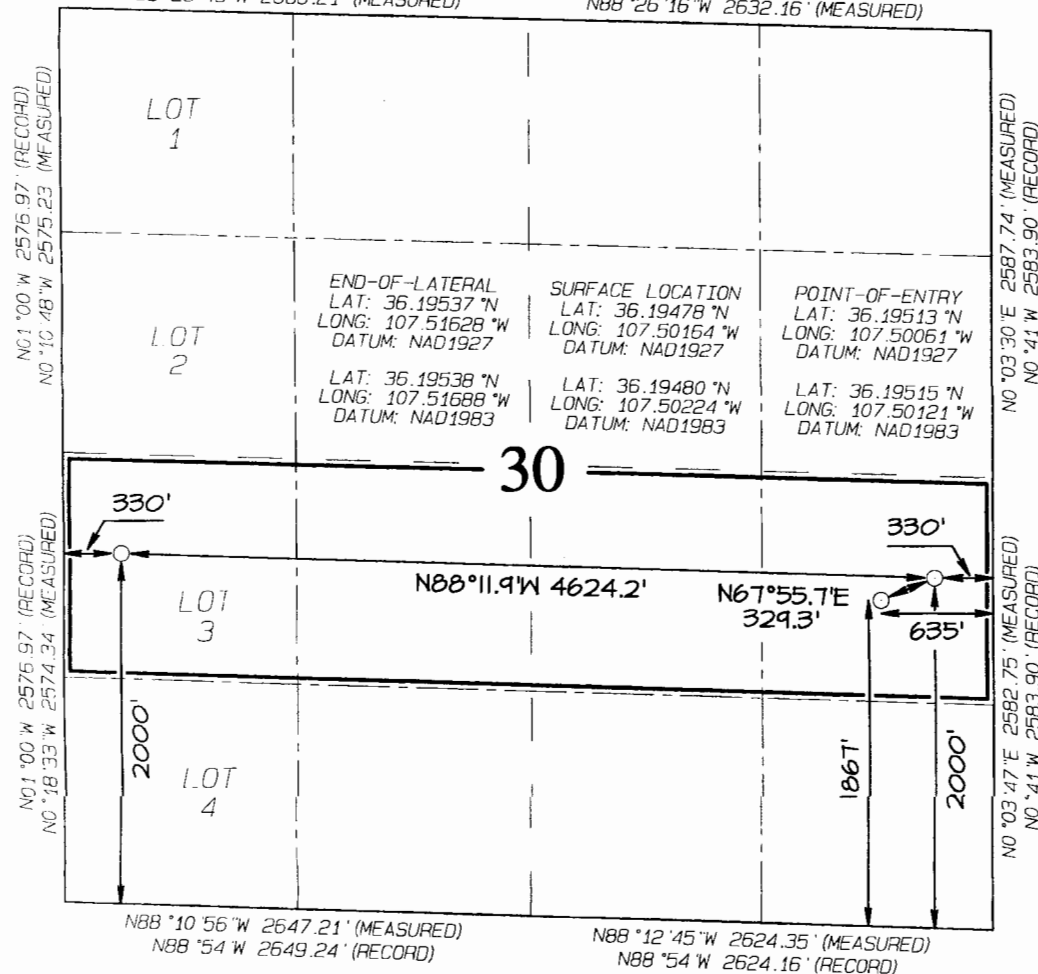 N88°26'16"W 2632.16' (MEASURED)
N01°00'W 2576.97' (RECORD)
N0°10'48"W 2575.23 (MEASURED)
N0°03'30"E 2587.74' (MEASURED)
N0°41'W 2583.90' (RECORD)
LOT
1
LOT
2
END-OF-LATERAL
LAT: 36.19537°N
LONG: 107.51628°W
DATUM: NAD1927
LAT: 36.19538°N
LONG: 107.51688°W
DATUM: NAD1983
SURFACE LOCATION
LAT: 36.19478°N
LONG: 107.50164°W
DATUM: NAD1927
LAT: 36.19480°N
LONG: 107.50224°W
DATUM: NAD1983
POINT-OF-ENTRY
LAT: 36.19513°N
LONG: 107.50061°W
DATUM: NAD1927
LAT: 36.19515°N
LONG: 107.50121°W
DATUM: NAD1983
30
330'
330'
N88°11.9'W 4624.2'
N67°55.7'E
329.3'
635'
LOT
3
2000'
1867'
2000'
LOT
4
N01°00'W 2576.97' (RECORD)
N0°18'33"W 2574.34' (MEASURED)
N0°03'47"E 2582.75' (MEASURED)
N0°41'W 2583.90' (RECORD)
N88°10'56"W 2647.21' (MEASURED)
N88°54'W 2649.24' (RECORD)
N88°12'45"W 2624.35' (MEASURED)
N88°54'W 2624.16' (RECORD)